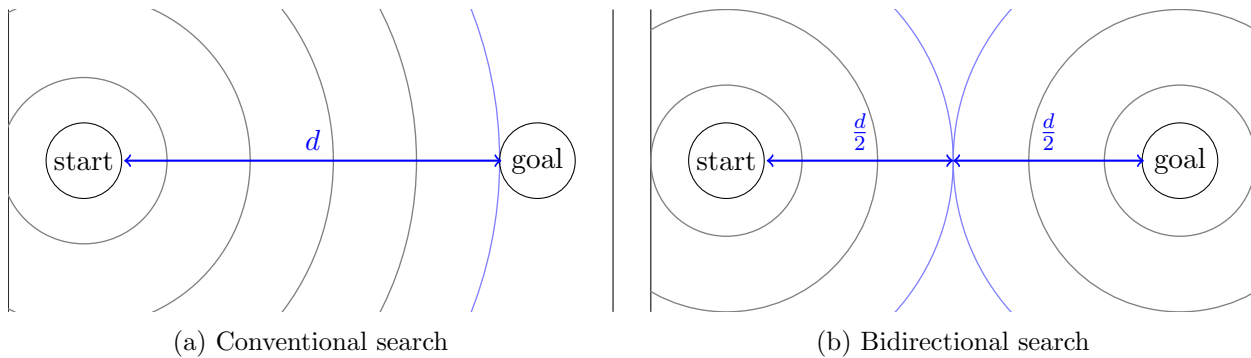 start
d
goal
start
d/2
d/2
goal
(a) Conventional search
(b) Bidirectional search